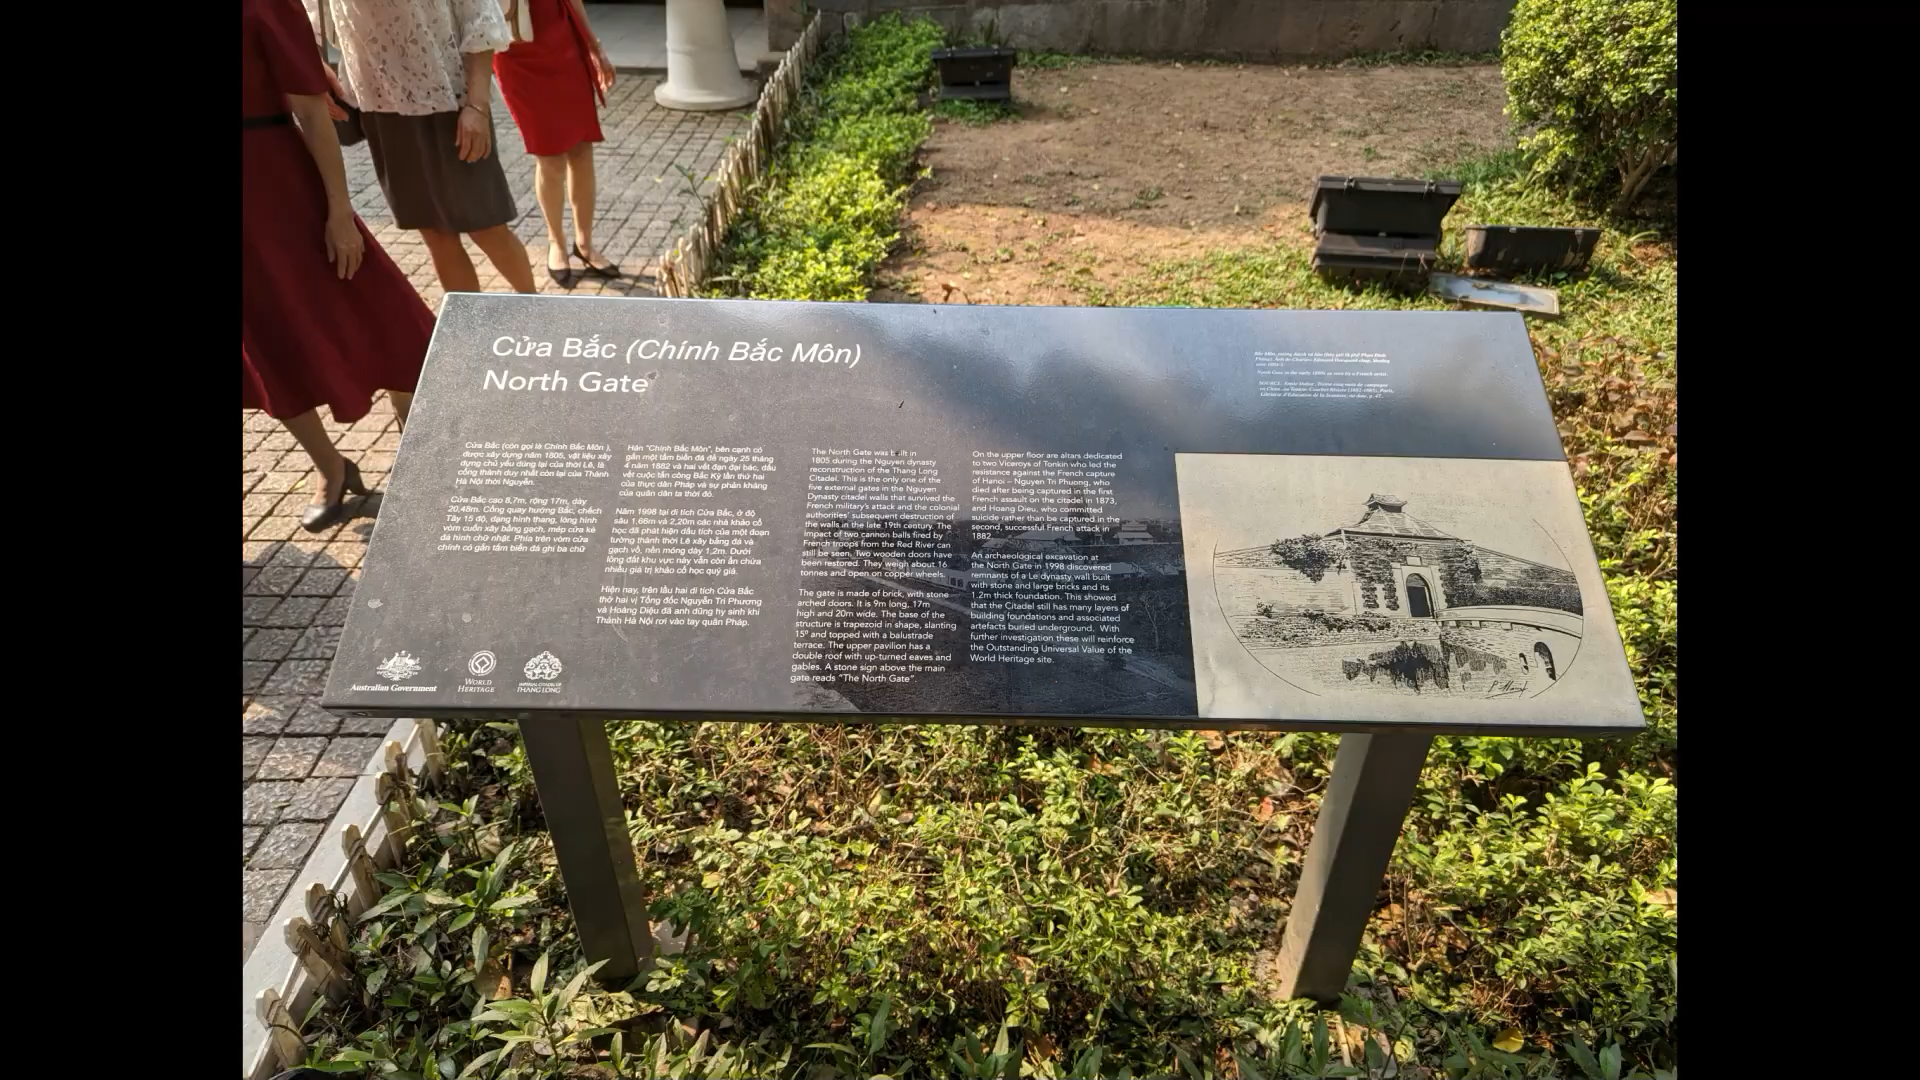 Cửa Bắc (Chính Bắc Môn)
North Gate
Cửa Bắc (còn gọi là Chính Bắc Môn ),
được xây dựng năm 1805, vật liệu xây
dựng chủ yếu dùng lại của thời Lê, là
cổng thành duy nhất còn lại của Thành
Hà Nội thời Nguyễn.
Cửa Bắc cao 8,7m, rộng 17m, dày
20,48m. Cổng quay hướng Bắc, chếch
Tây 15 độ, dạng hình thang, lòng hình
vòm cuốn xây bằng gạch, mép cửa kè
đá hình chữ nhật. Phía trên vòm cửa
chính có gắn tấm biển đá ghi ba chữ
Hán "Chính Bắc Môn", bên cạnh có
gắn một tấm biển đá đề ngày 25 tháng
4 năm 1882 và hai vết đạn đại bác, dấu
vết cuộc tấn công Bắc Kỳ lần thứ hai
của thực dân Pháp và sự phản kháng
của quân dân ta thời đó.
Năm 1998 tại di tích Cửa Bắc, ở độ
sâu 1,66m và 2,20m các nhà khảo cổ
học đã phát hiện dấu tích của một đoạn
tường thành thời Lê xây bằng đá và
gạch vồ, nền móng dày 1,2m. Dưới
lòng đất khu vực này vẫn còn ẩn chứa
nhiều giá trị khảo cổ học quý giá.
Hiện nay, trên lầu hai di tích Cửa Bắc
thờ hai vị Tổng đốc Nguyễn Tri Phương
và Hoàng Diệu đã anh dũng hy sinh khi
Thành Hà Nội rơi vào tay quân Pháp.
The North Gate was built in
1805 during the Nguyen dynasty
reconstruction of the Thang Long
Citadel. This is the only one of the
five external gates in the Nguyen
Dynasty citadel walls that survived the
French military's attack and the colonial
authorities' subsequent destruction of
the walls in the late 19th century. The
impact of two cannon balls fired by
French troops from the Red River can
still be seen. Two wooden doors have
been restored. They weigh about 16
tonnes and open on copper wheels.
The gate is made of brick, with stone
arched doors. It is 9m long, 17m
high and 20m wide. The base of the
structure is trapezoid in shape, slanting
15º and topped with a balustrade
terrace. The upper pavilion has a
double roof with up-turned eaves and
gables. A stone sign above the main
gate reads "The North Gate".
On the upper floor are altars dedicated
to two Viceroys of Tonkin who led the
resistance against the French capture
of Hanoi – Nguyen Tri Phuong, who
died after being captured in the first
French assault on the citadel in 1873,
and Hoang Dieu, who committed
suicide rather than be captured in the
second, successful French attack in
1882.
An archaeological excavation at
the North Gate in 1998 discovered
remnants of a Le dynasty wall built
with stone and large bricks and its
1.2m thick foundation. This showed
that the Citadel still has many layers of
building foundations and associated
artefacts buried underground. With
further investigation these will reinforce
the Outstanding Universal Value of the
World Heritage site.
North Gate in the early 1880s as seen by a French artist.
Australian Government
WORLD
HERITAGE
IMPERIAL CITADEL OF
THANG LONG